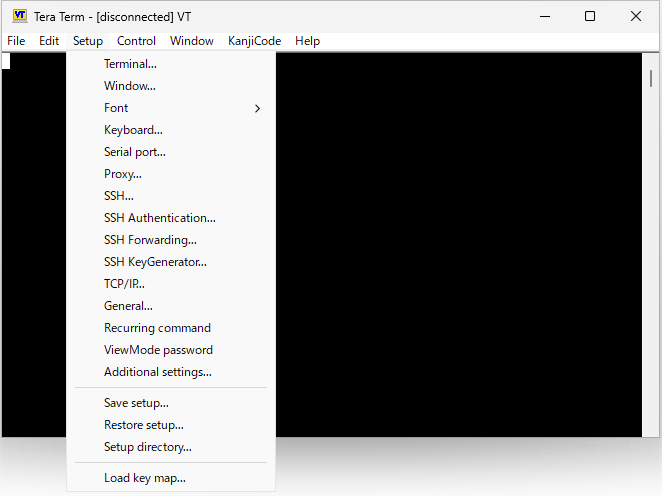 VT Tera Term - [disconnected] VT
File Edit Setup Control Window KanjiCode Help
Terminal...
Window...
Font
Keyboard...
Serial port...
Proxy...
SSH...
SSH Authentication...
SSH Forwarding...
SSH KeyGenerator...
TCP/IP...
General...
Recurring command
ViewMode password
Additional settings...
Save setup...
Restore setup...
Setup directory...
Load key map...